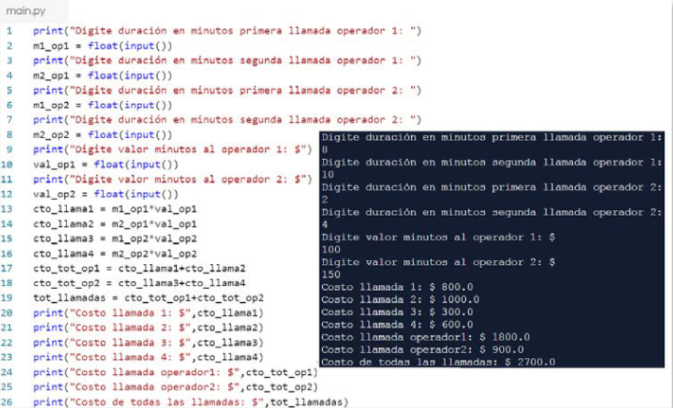 main.py
1 print("Digite duración en minutos primera llamada operador 1: ")
2 m1_op1 = float(input())
3 print("Digite duración en minutos segunda llamada operador 1: ")
4 m2_op1 = float(input())
5 print("Digite duración en minutos primera llamada operador 2: ")
6 m1_op2 = float(input())
7 print("Digite duración en minutos segunda llamada operador 2: ")
8 m2_op2 = float(input())
9 print("Digite valor minutos al operador 1: $")
10 val_op1 = float(input())
11 print("Digite valor minutos al operador 2: $")
12 val_op2 = float(input())
13 cto_llama1 = m1_op1*val_op1
14 cto_llama2 = m2_op1*val_op1
15 cto_llama3 = m1_op2*val_op2
16 cto_llama4 = m2_op2*val_op2
17 cto_tot_op1 = cto_llama1+cto_llama2
18 cto_tot_op2 = cto_llama3+cto_llama4
19 tot_llamadas = cto_tot_op1+cto_tot_op2
20 print("Costo llamada 1: $",cto_llama1)
21 print("Costo llamada 2: $",cto_llama2)
22 print("Costo llamada 3: $",cto_llama3)
23 print("Costo llamada 4: $",cto_llama4)
24 print("Costo llamada operador1: $",cto_tot_op1)
25 print("Costo llamada operador2: $",cto_tot_op2)
26 print("Costo de todas las llamadas: $",tot_llamadas)
Digite duración en minutos primera llamada operador 1:
8
Digite duración en minutos segunda llamada operador 1:
10
Digite duración en minutos primera llamada operador 2:
2
Digite duración en minutos segunda llamada operador 2:
4
Digite valor minutos al operador 1: $
100
Digite valor minutos al operador 2: $
150
Costo llamada 1: $ 800.0
Costo llamada 2: $ 1000.0
Costo llamada 3: $ 300.0
Costo llamada 4: $ 600.0
Costo llamada operador1: $ 1800.0
Costo llamada operador2: $ 900.0
Costo de todas las llamadas: $ 2700.0